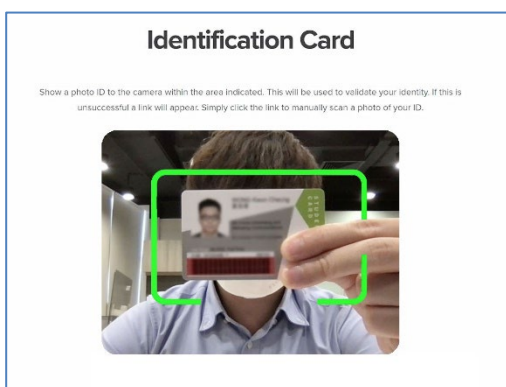 Identification Card
Show a photo ID to the camera within the area indicated. This will be used to validate your identity. If this is
unsuccessful a link will appear. Simply click the link to manually scan a photo of your ID.